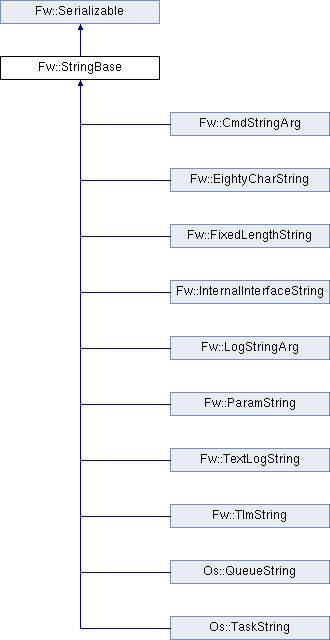 Fw::Serializable
Fw::StringBase
Fw::CmdStringArg
Fw::EightyCharString
Fw::FixedLengthString
Fw::InternalInterfaceString
Fw::LogStringArg
Fw::ParamString
Fw::TextLogString
Fw::TlmString
Os::QueueString
Os::TaskString